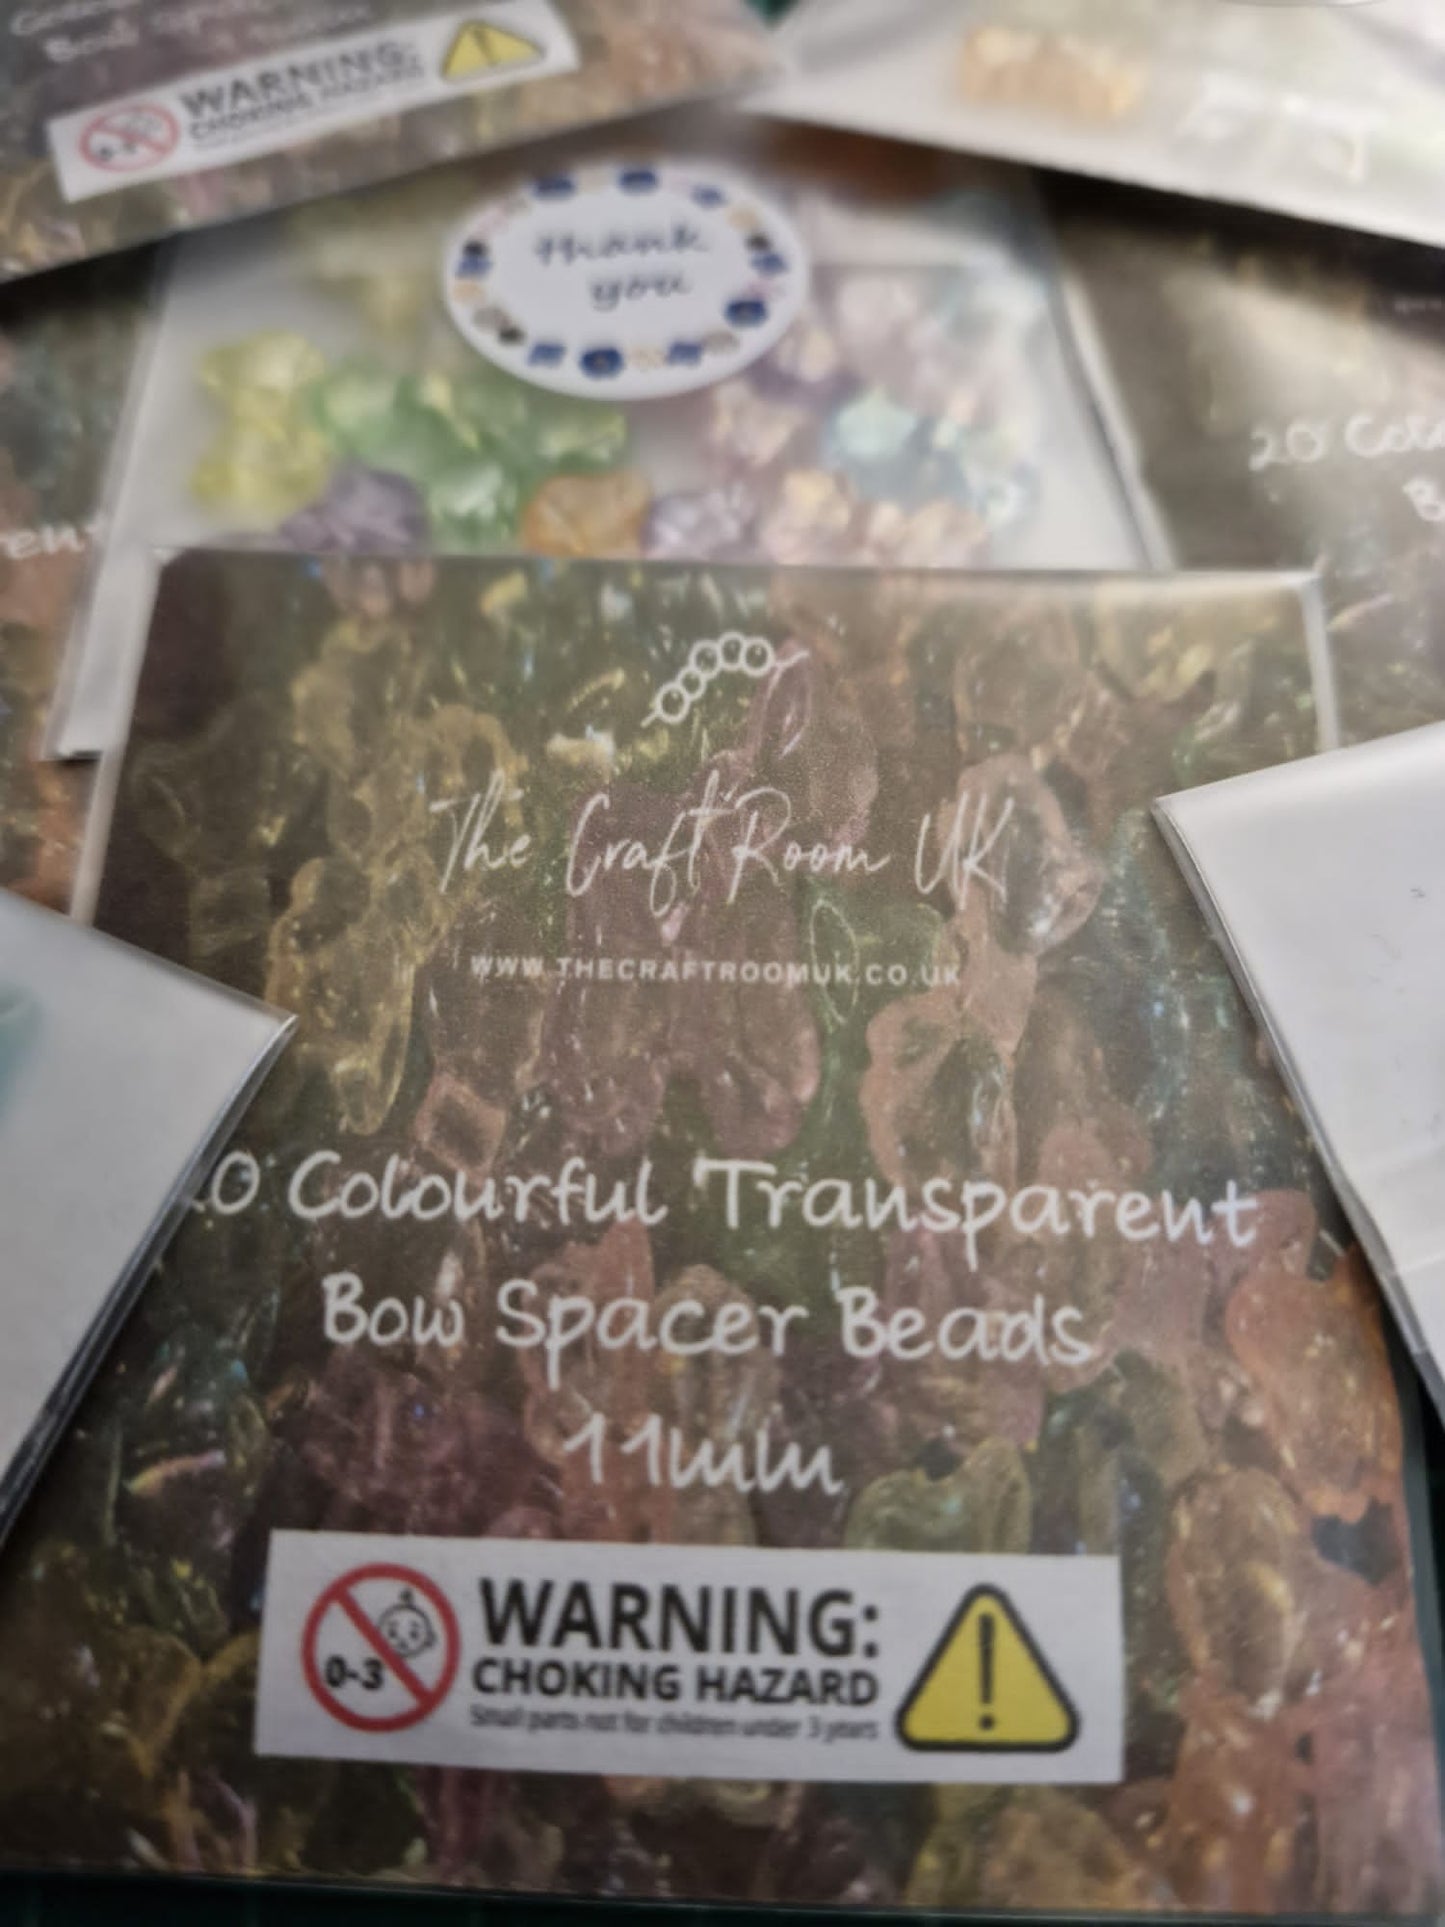 WARNING:
CHOKING HAZARD
Thank
you
20
The Craft Room UK
WWW.THECRAFTROOMUK.CO.UK
0 Colourful Transparent
Bow Spacer Beads
11mm
0-3
WARNING:
CHOKING HAZARD
Small parts not for children under 3 years